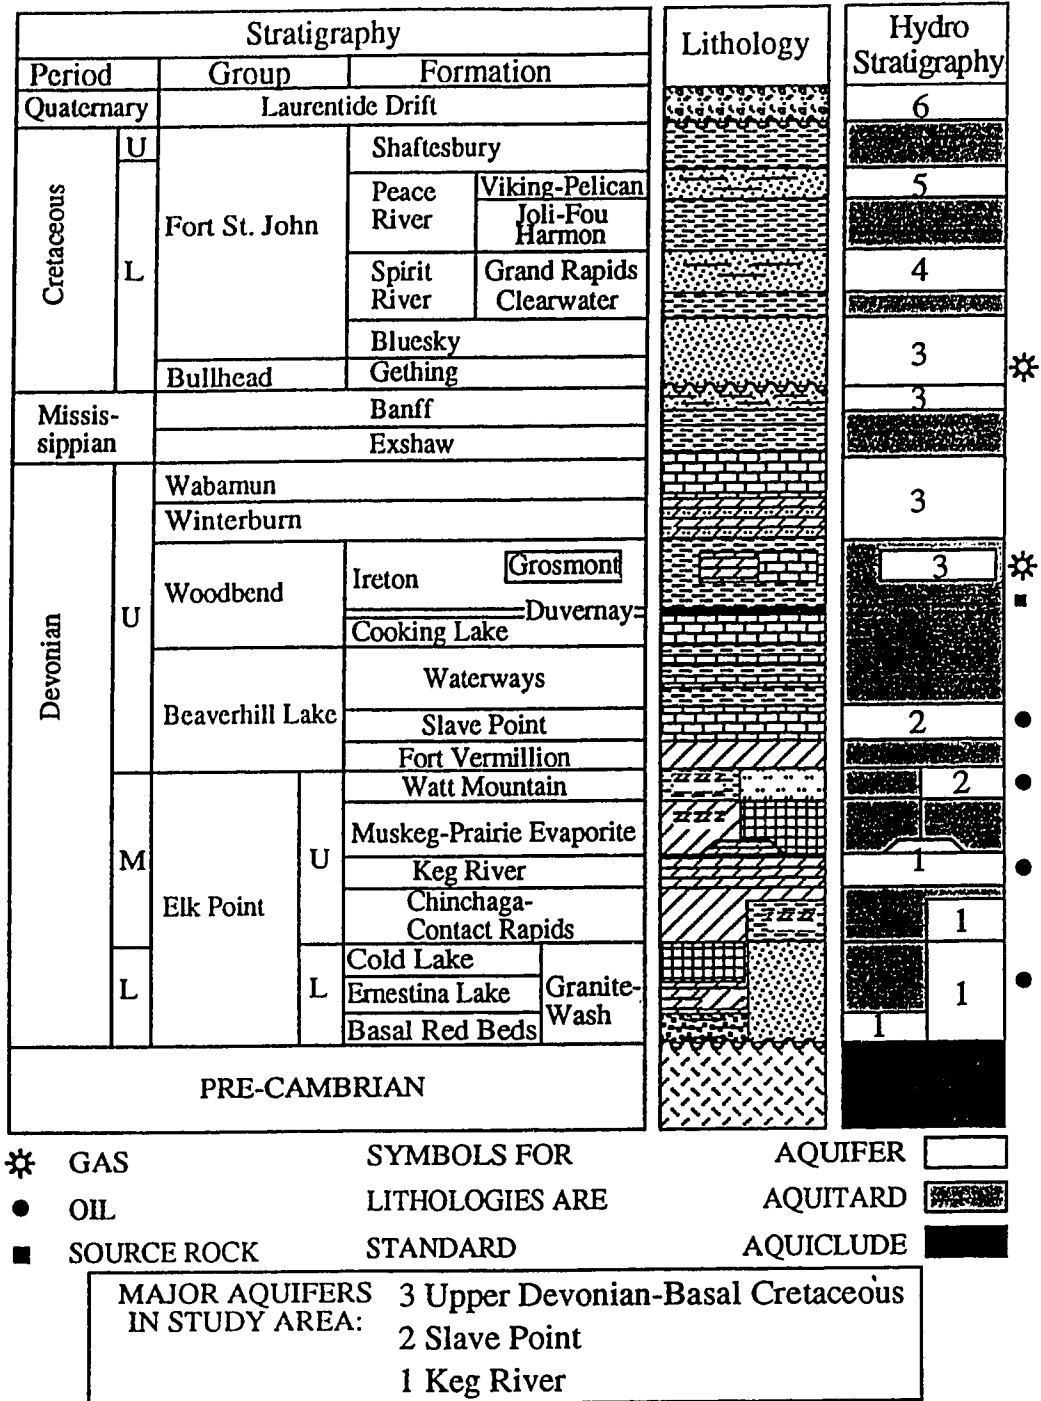 Stratigraphy
Lithology
Hydro
Stratigraphy
Period
Group
Formation
Quaternary
Laurentide Drift
6
Cretaceous
U
L
Fort St. John
Shaftesbury
Peace
River
Viking-Pelican
5
Joli-Fou
Harmon
Spirit
River
Grand Rapids
Clearwater
4
Bluesky
3
Bullhead
Gething
Missis-
sippian
Banff
3
Exshaw
Devonian
U
Wabamun
3
Winterburn
Woodbend
Ireton
Grosmont
3
Duvernay
Cooking Lake
Beaverhill Lake
Waterways
Slave Point
2
Fort Vermillion
M
L
Elk Point
U
L
Watt Mountain
2
Muskeg-Prairie Evaporite
Keg River
1
Chinchaga-
Contact Rapids
1
Cold Lake
Ernestina Lake
Basal Red Beds
Granite-
Wash
1
1
PRE-CAMBRIAN
GAS
OIL
SOURCE ROCK
SYMBOLS FOR
LITHOLOGIES ARE
STANDARD
AQUIFER
AQUITARD
AQUICLUDE
MAJOR AQUIFERS
IN STUDY AREA:
3 Upper Devonian-Basal Cretaceous
2 Slave Point
1 Keg River